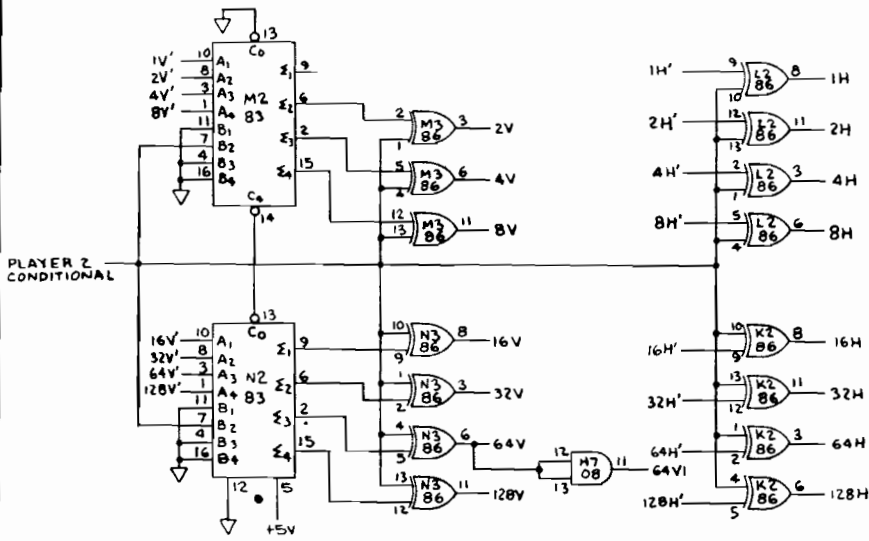 13
C0
1V' 10 A1
2V' 8 A2
4V' 3 A3
8V' 1 A4
11 B1
7 B2
4 B3
16 B4
M2
83
Σ1 9
Σ2 6
Σ3 2
Σ4 15
C4
14
2 M3 3 2V
1 86
5 M3 6 4V
4 86
12 M3 11 8V
13 86
9 L2 8 1H
1H'
10 86
12 L2 11 2H
2H'
13 86
2 L2 3 4H
4H'
1 86
5 L2 6 8H
8H'
4 86
PLAYER 2
CONDITIONAL
13
C0
16V' 10 A1
32V' 8 A2
64V' 3 A3
128V' 1 A4
11 B1
7 B2
4 B3
16 B4
N2
83
Σ1 9
Σ2 6
Σ3 2
Σ4 15
12 5
+5V
10 N3 8 16V
9 86
1 N3 3 32V
2 86
4 N3 6 64V
5 86
13 N3 11 128V
12 86
12 H7 11 64VI
13 08
10 K2 8 16H
16H' 9 86
13 K2 11 32H
32H' 12 86
1 K2 3 64H
64H' 2 86
4 K2 6 128H
128H' 5 86